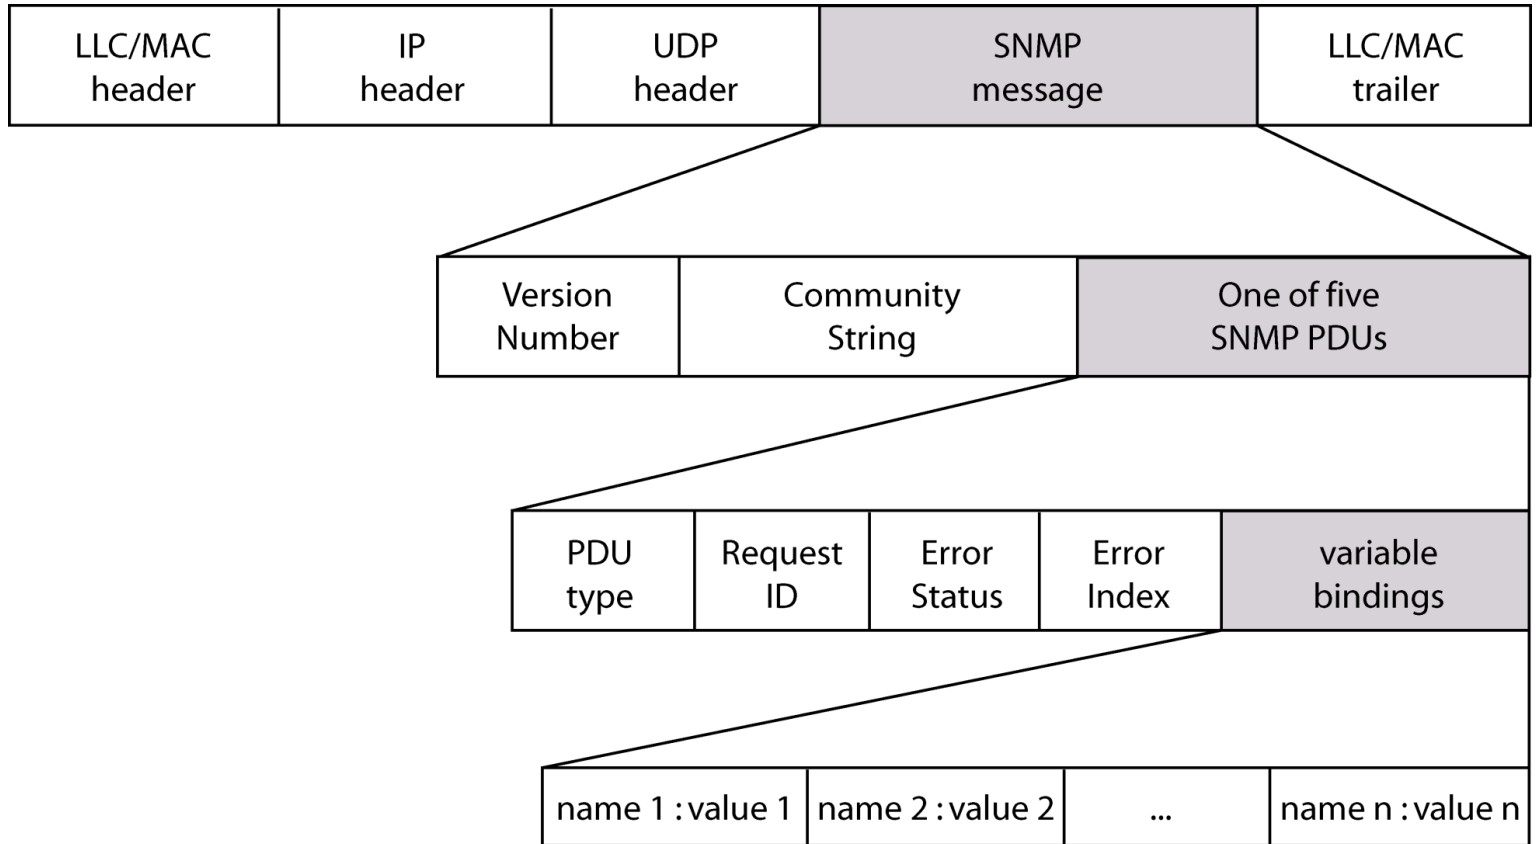 LLC/MAC
header
IP
header
UDP
header
SNMP
message
LLC/MAC
trailer
Version
Number
Community
String
One of five
SNMP PDUs
PDU
type
Request
ID
Error
Status
Error
Index
variable
bindings
name 1 : value 1
name 2 : value 2
...
name n : value n